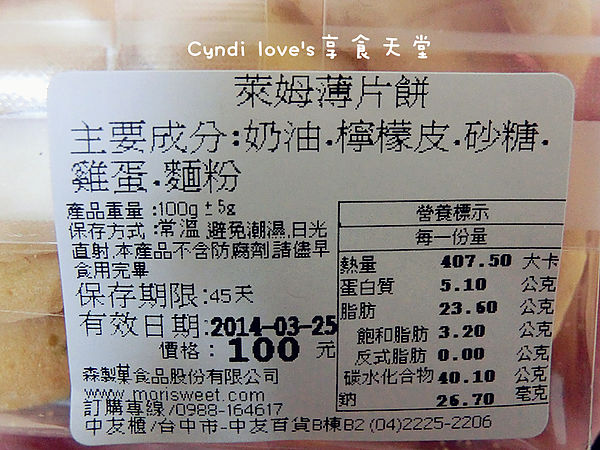 Cyndi love's享食天堂
萊姆薄片餅
主要成分:奶油.檸檬皮.砂糖.
雞蛋.麵粉
產品重量:100g±5g
保存方式:常溫,避免潮濕,日光
直射,本產品不含防腐劑,請儘早
食用完畢
保存期限:45天
有效日期:2014-03-25
價格:100 元
森製菓食品股份有限公司
www.morisweet.com
訂購專線/0988-164617
中友櫃/台中市-中友百貨B棟B2 (04)2225-2206
營養標示
每一份量
熱量 407.50 大卡
蛋白質 5.10 公克
脂肪 23.60 公克
飽和脂肪 3.20 公克
反式脂肪 0.00 公克
碳水化合物 40.10 公克
鈉 26.70 毫克